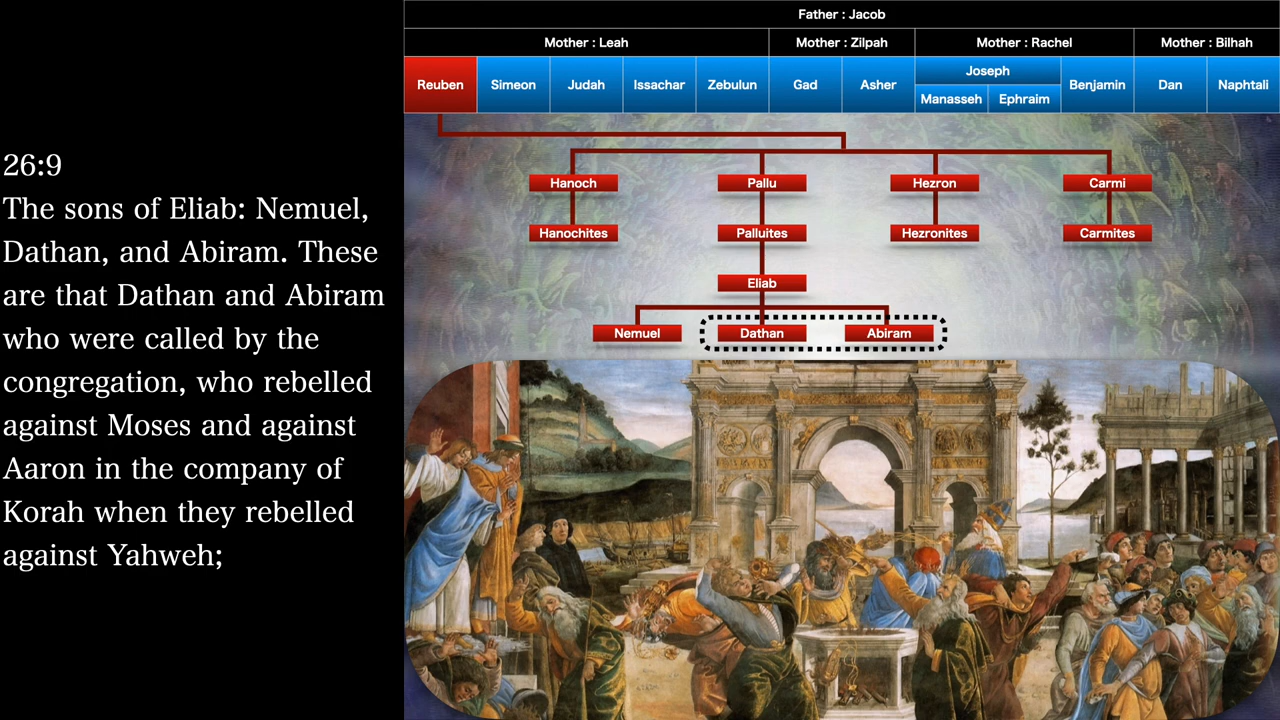 26:9
The sons of Eliab: Nemuel,
Dathan, and Abiram. These
are that Dathan and Abiram
who were called by the
congregation, who rebelled
against Moses and against
Aaron in the company of
Korah when they rebelled
against Yahweh;
Father : Jacob
Mother : Leah Mother : Zilpah Mother : Rachel Mother : Bilhah
Reuben Simeon Judah Issachar Zebulun Gad Asher Joseph Benjamin Dan Naphtali
Manasseh Ephraim
Hanoch Pallu Hezron Carmi
Hanochites Palluites Hezronites Carmites
Eliab
Nemuel Dathan Abiram